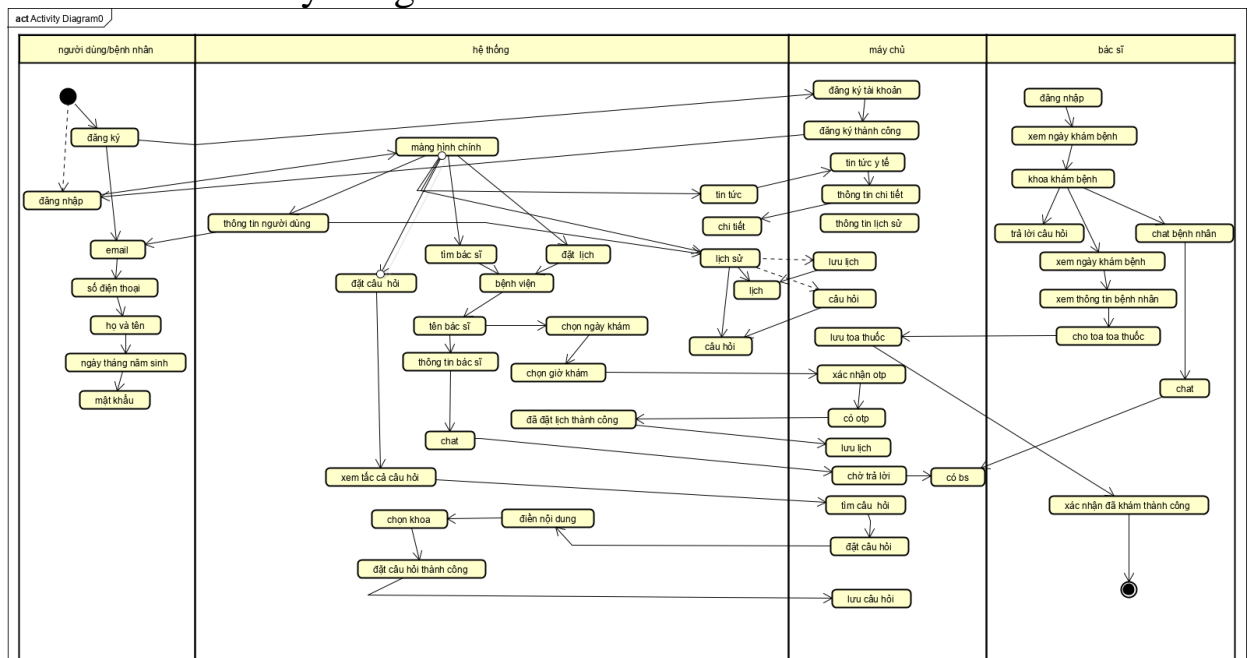 act Activity Diagram0
người dùng/bệnh nhân
hệ thống
máy chủ
bác sĩ
đăng ký
đăng nhập
email
số điện thoại
họ và tên
ngày tháng năm sinh
mật khẩu
màng hình chính
thông tin người dùng
tìm bác sĩ
đặt lịch
đặt câu hỏi
bệnh viện
tên bác sĩ
chọn ngày khám
thông tin bác sĩ
chọn giờ khám
đã đặt lịch thành công
chat
xem tắc cả câu hỏi
chọn khoa
điền nội dung
đặt câu hỏi thành công
tin tức
chi tiết
lịch sử
lịch
câu hỏi
đăng ký tài khoản
đăng ký thành công
tin tức y tế
thông tin chi tiết
thông tin lịch sử
lưu lịch
câu hỏi
lưu toa thuốc
xác nhận otp
có otp
lưu lịch
chờ trả lời
có bs
tìm câu hỏi
đặt câu hỏi
lưu câu hỏi
đăng nhập
xem ngày khám bệnh
khoa khám bệnh
trả lời câu hỏi
chat bệnh nhân
xem ngày khám bệnh
xem thông tin bệnh nhân
cho toa toa thuốc
chat
xác nhận đã khám thành công